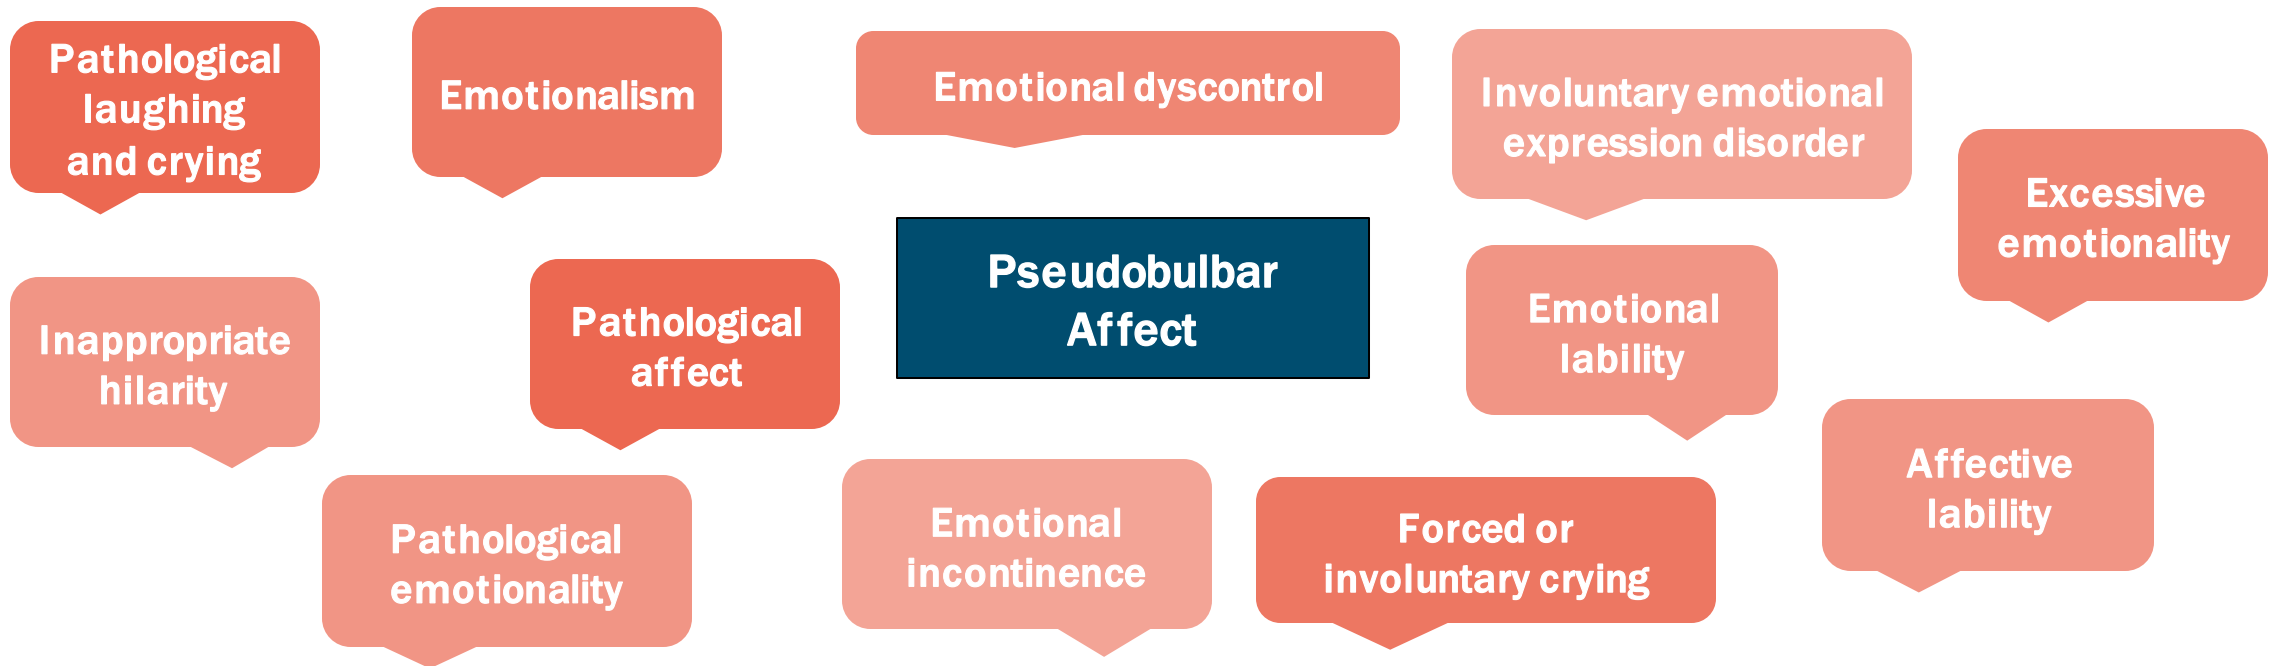 Pathological
laughing
and crying
Emotionalism
Emotional dyscontrol
Involuntary emotional
expression disorder
Excessive
emotionality
Inappropriate
hilarity
Pathological
affect
Pseudobulbar
Affect
Emotional
lability
Affective
lability
Pathological
emotionality
Emotional
incontinence
Forced or
involuntary crying